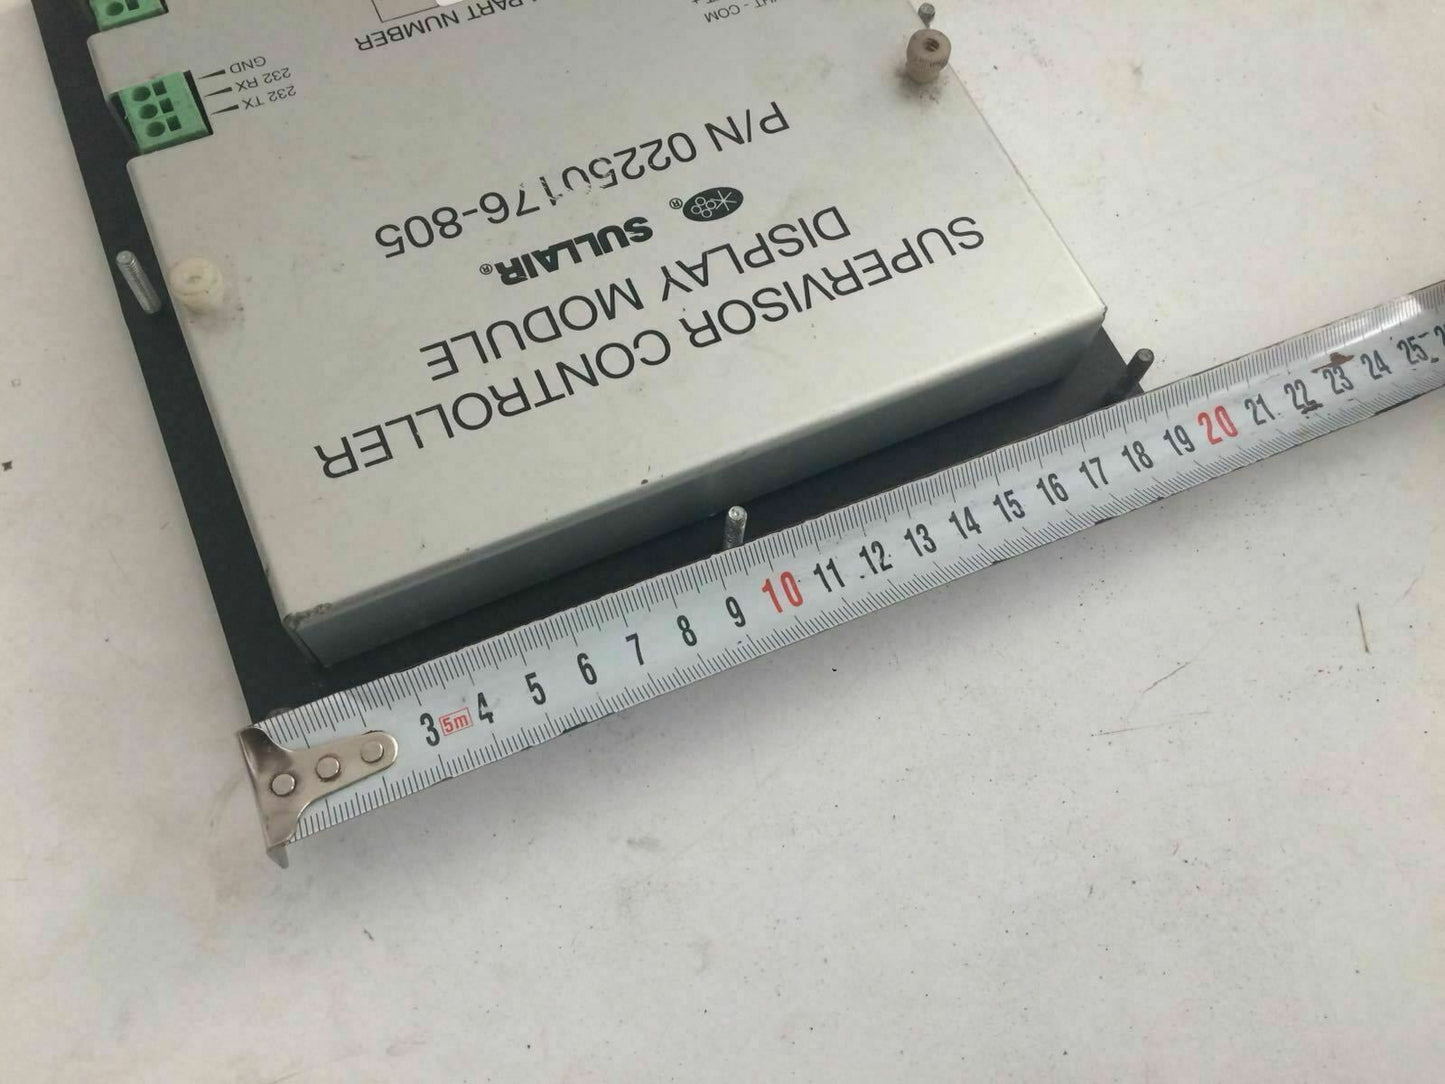 SUPERVISOR CONTROLLER
DISPLAY MODULE
® SULLAIR®
P/N 02250176-805
232 TX
232 RX
GND
PART NUMBER
- COM
3 5m 4 5 6 7 8 9 10 11 12 13 14 15 16 17 18 19 20 21 22 23 24 25